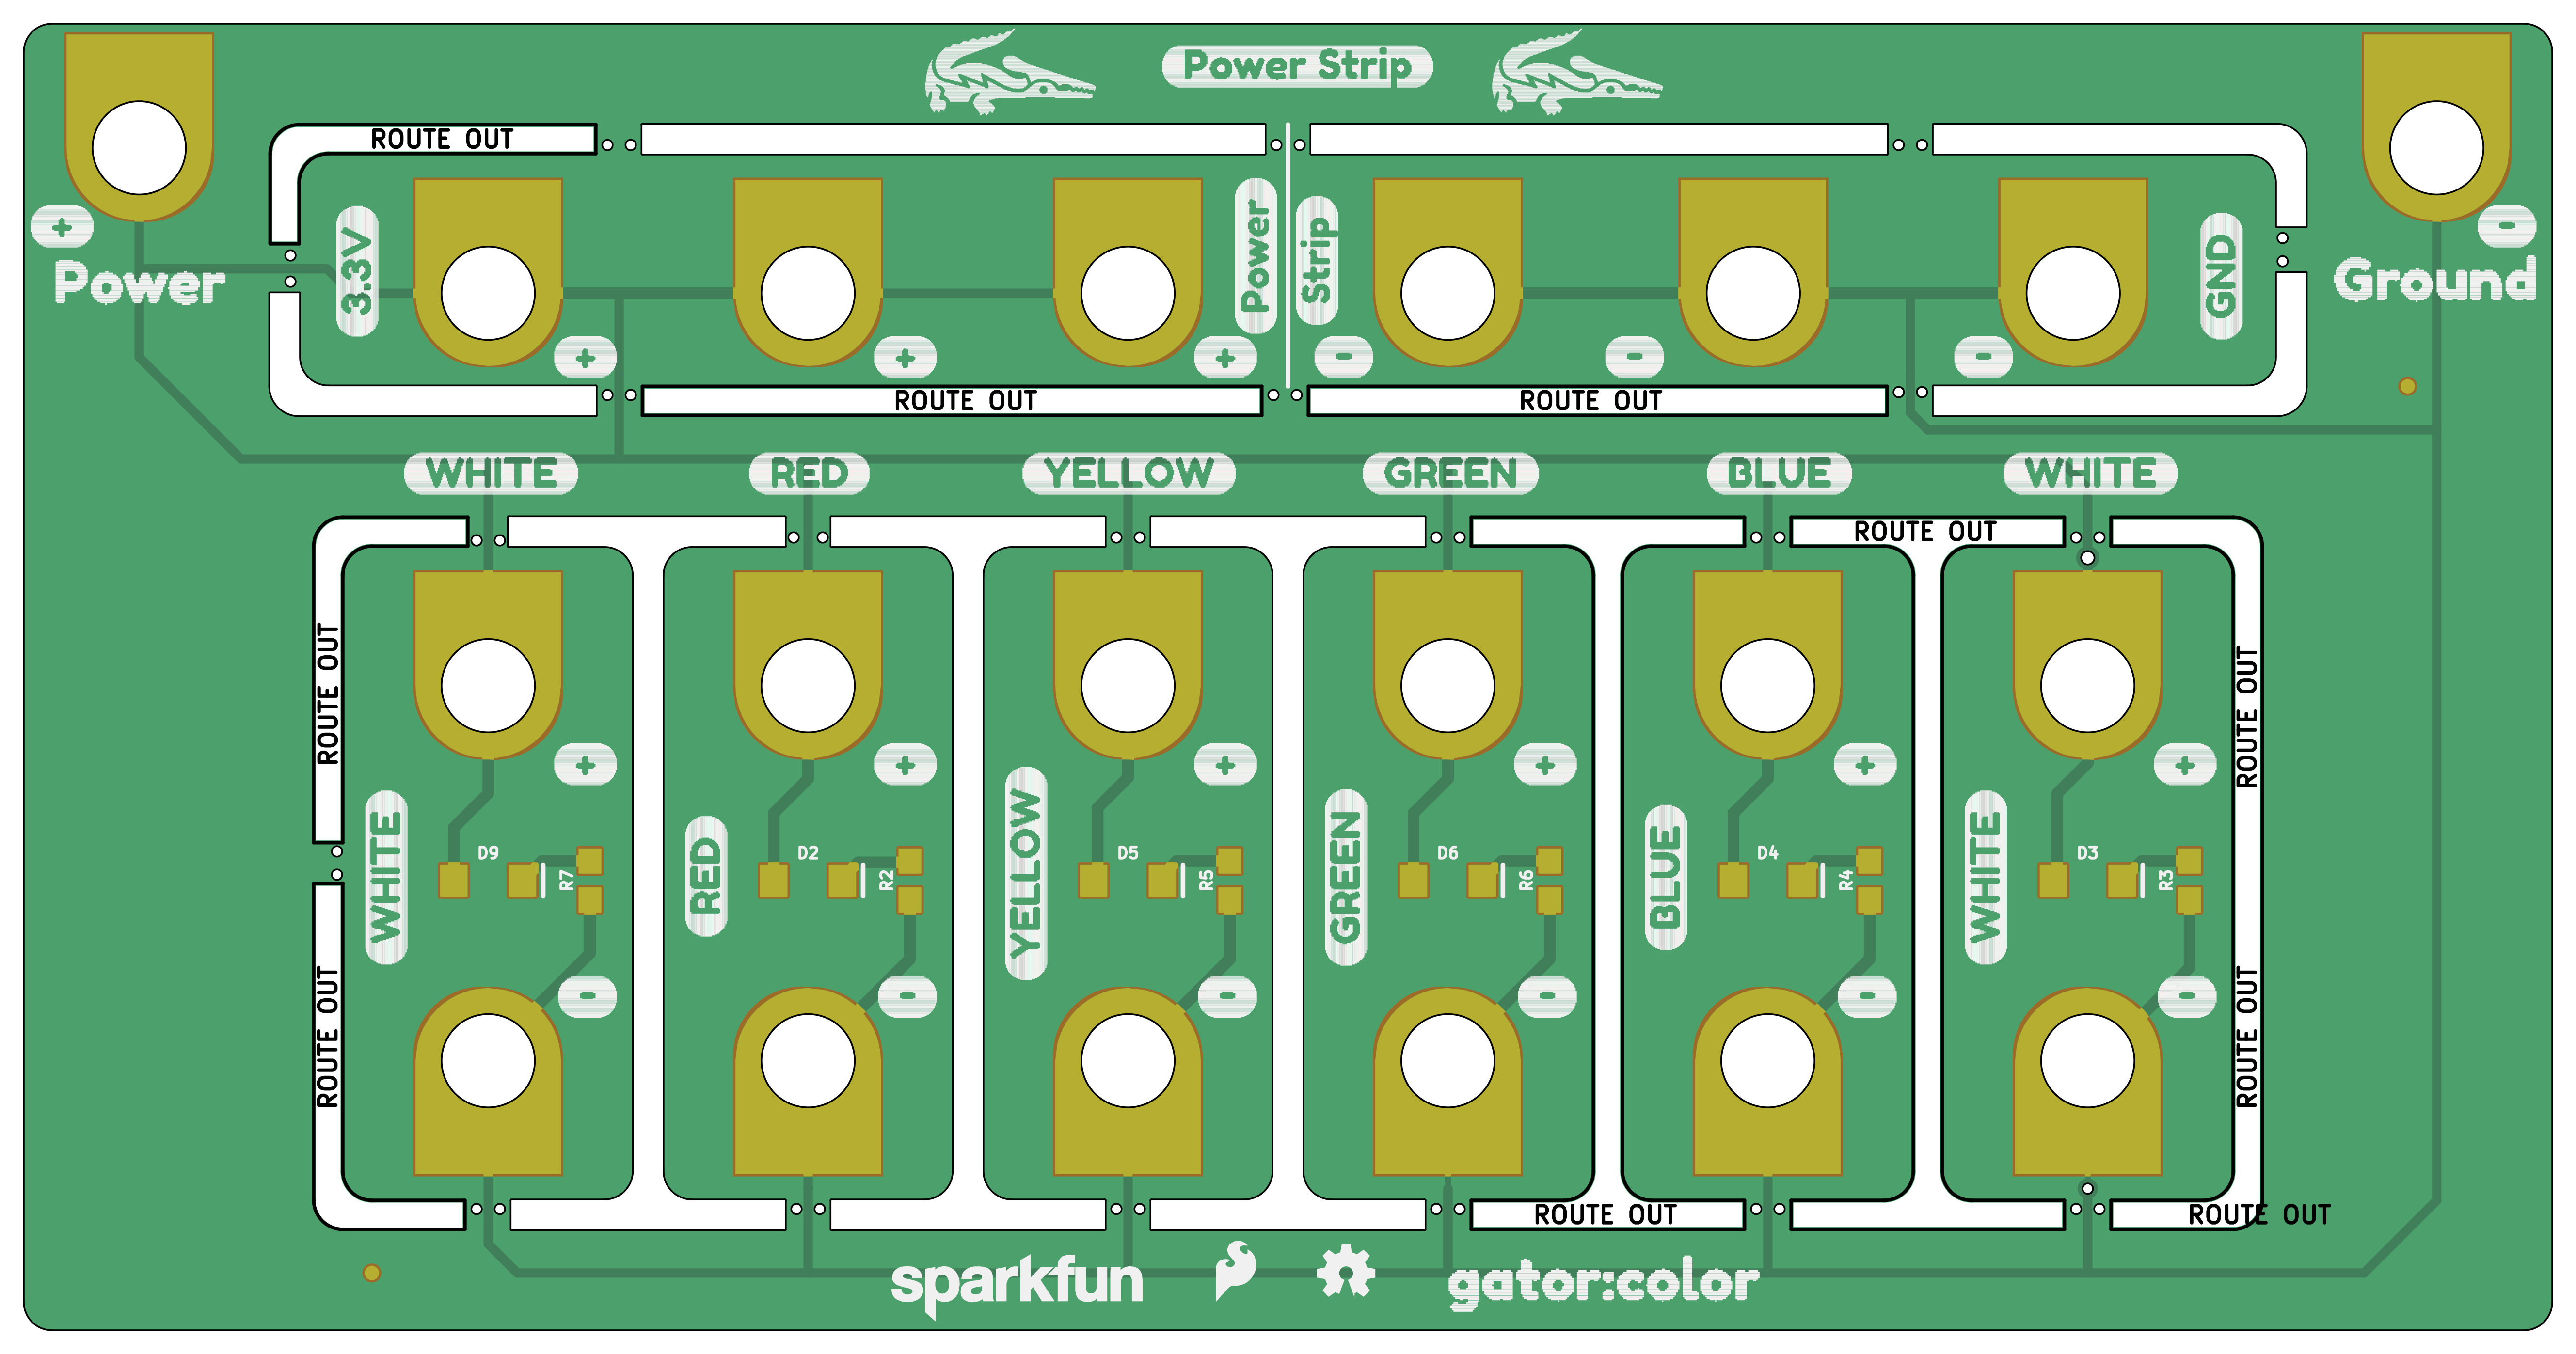 Power Strip
ROUTE OUT
+
Power
3.3V
+
+
+
Power
Strip
-
-
-
GND
-
Ground
ROUTE OUT
ROUTE OUT
WHITE
RED
YELLOW
GREEN
BLUE
WHITE
ROUTE OUT
ROUTE OUT
ROUTE OUT
+
+
+
+
+
+
WHITE
D9
R7
RED
D2
R2
YELLOW
D5
R5
GREEN
D6
R6
BLUE
D4
R4
WHITE
D3
R3
-
-
-
-
-
-
ROUTE OUT
ROUTE OUT
ROUTE OUT
ROUTE OUT
sparkfun
gator:color